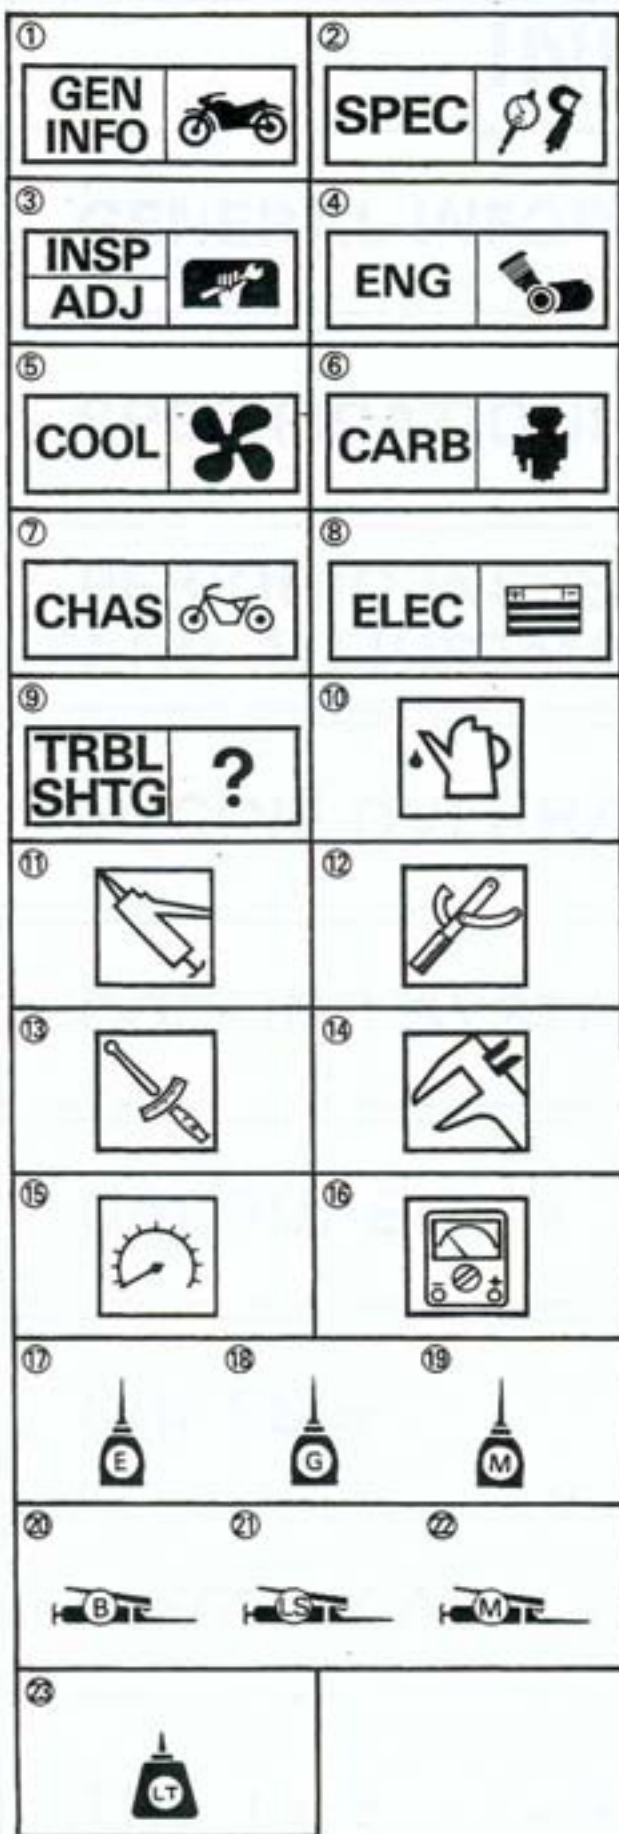 ① ②
GEN
INFO
SPEC
③ ④
INSP
ADJ
ENG
⑤ ⑥
COOL
CARB
⑦ ⑧
CHAS
ELEC
+ −
⑨ ⑩
TRBL
SHTG
?
⑪ ⑫
⑬ ⑭
⑮ ⑯
− +
⑰ ⑱ ⑲
E G M
⑳ ㉑ ㉒
B LS M
㉓
LT